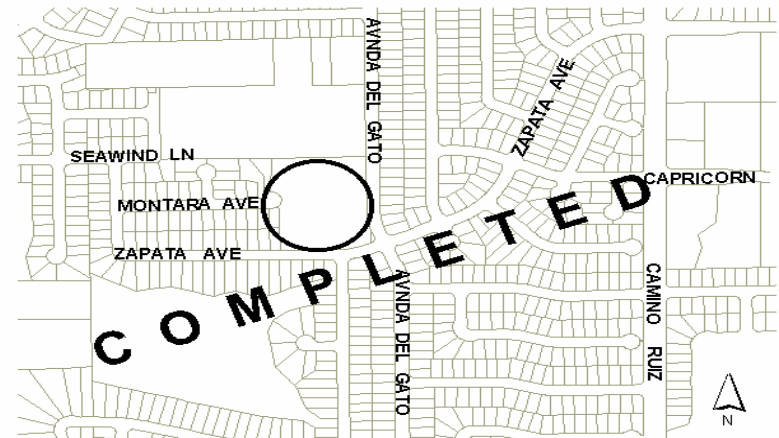 AVNDA DEL GATO
ZAPATA AVE
SEAWIND LN
CAPRICORN
MONTARA AVE
ZAPATA AVE
COMPLETED
AVNDA DEL GATO
CAMINO RUIZ
N